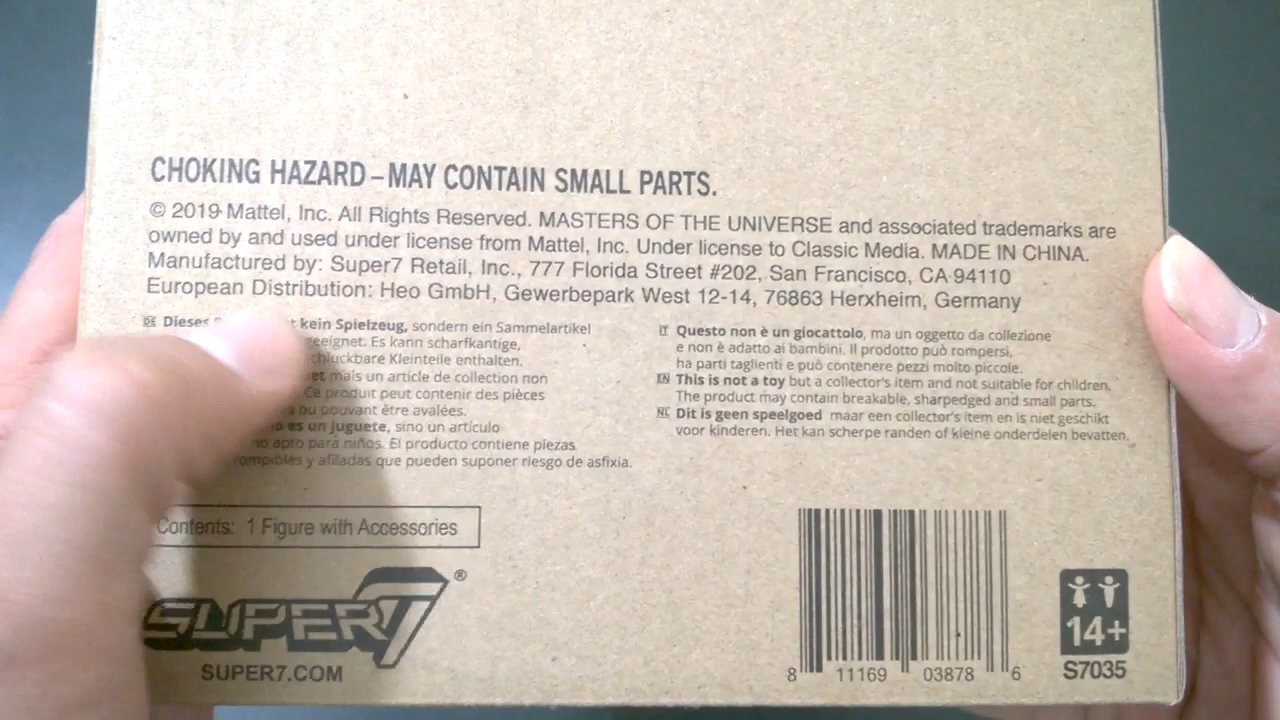 CHOKING HAZARD – MAY CONTAIN SMALL PARTS.
© 2019 Mattel, Inc. All Rights Reserved. MASTERS OF THE UNIVERSE and associated trademarks are
owned by and used under license from Mattel, Inc. Under license to Classic Media. MADE IN CHINA.
Manufactured by: Super7 Retail, Inc., 777 Florida Street #202, San Francisco, CA 94110
European Distribution: Heo GmbH, Gewerbepark West 12-14, 76863 Herxheim, Germany
DE Dieses kein Spielzeug, sondern ein Sammelartikel
Es kann scharfkantige,
Kleinteile enthalten.
mais un article de collection non
Ce produit peut contenir des pièces
ou pouvant être avalées.
es un juguete, sino un artículo
no apto para niños. El producto contiene piezas
rompibles y afiladas que pueden suponer riesgo de asfixia.
IT Questo non è un giocattolo, ma un oggetto da collezione
e non è adatto ai bambini. Il prodotto può rompersi,
ha parti taglienti e può contenere pezzi molto piccole.
EN This is not a toy but a collector's item and not suitable for children.
The product may contain breakable, sharpedged and small parts.
NL Dit is geen speelgoed maar een collector's item en is niet geschikt
voor kinderen. Het kan scherpe randen of kleine onderdelen bevatten.
Contents: 1 Figure with Accessories
SUPER7®
SUPER7.COM
8 11169 03878 6
14+
S7035